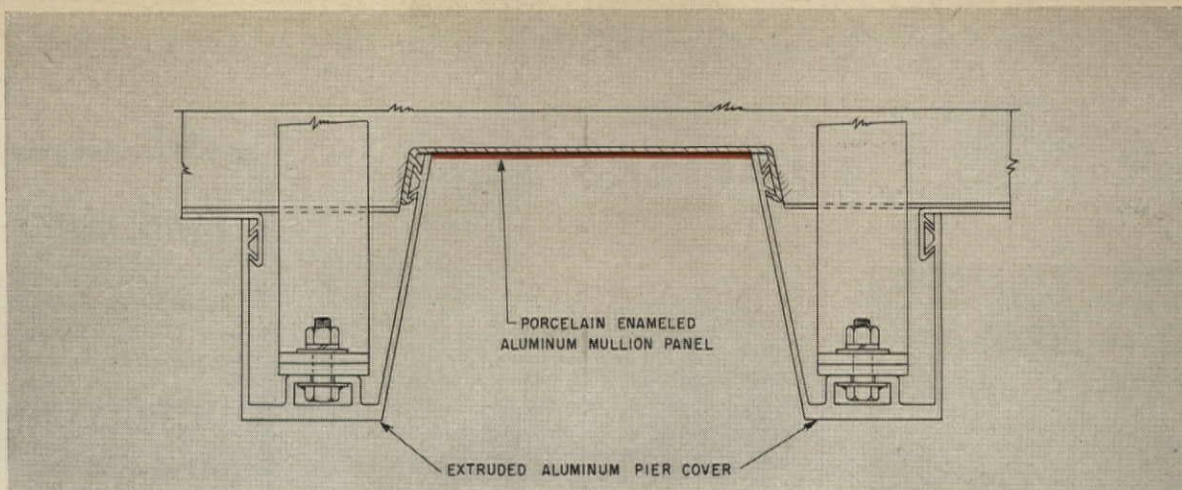 PORCELAIN ENAMELED
ALUMINUM MULLION PANEL
EXTRUDED ALUMINUM PIER COVER